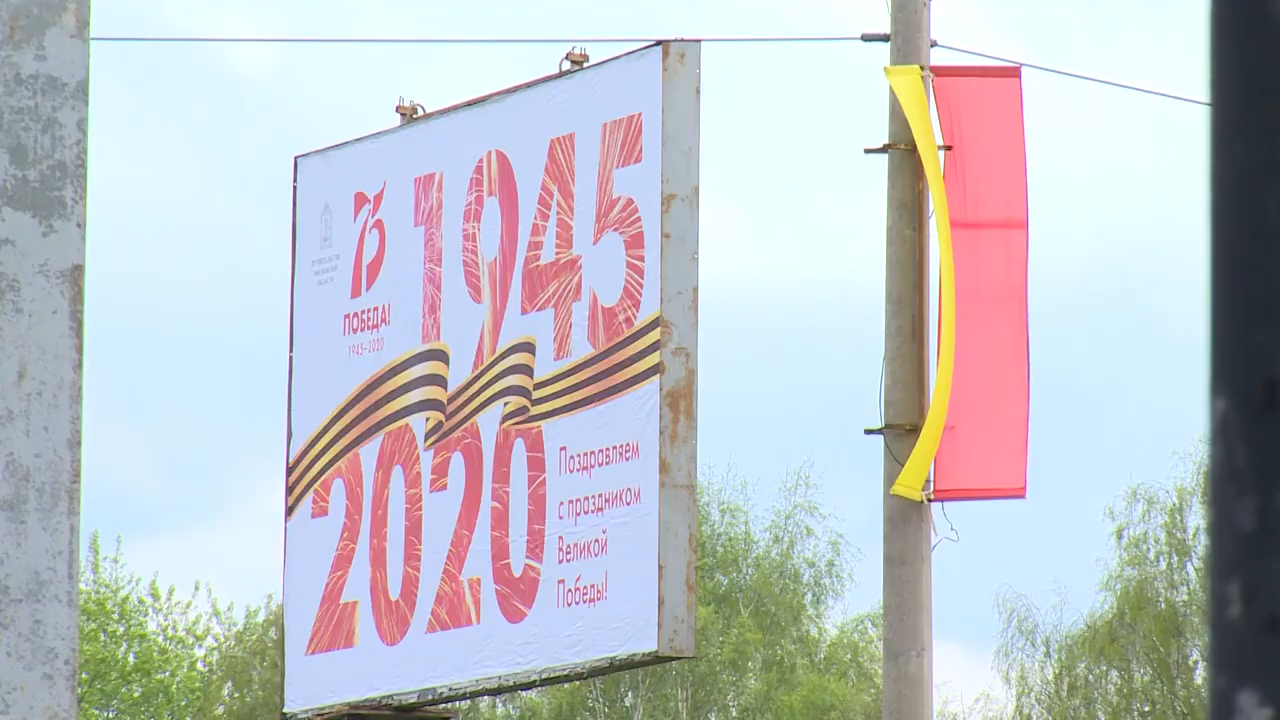 75
ПОБЕДА!
1945–2020
1945
2020
Поздравляем
с праздником
Великой
Победы!